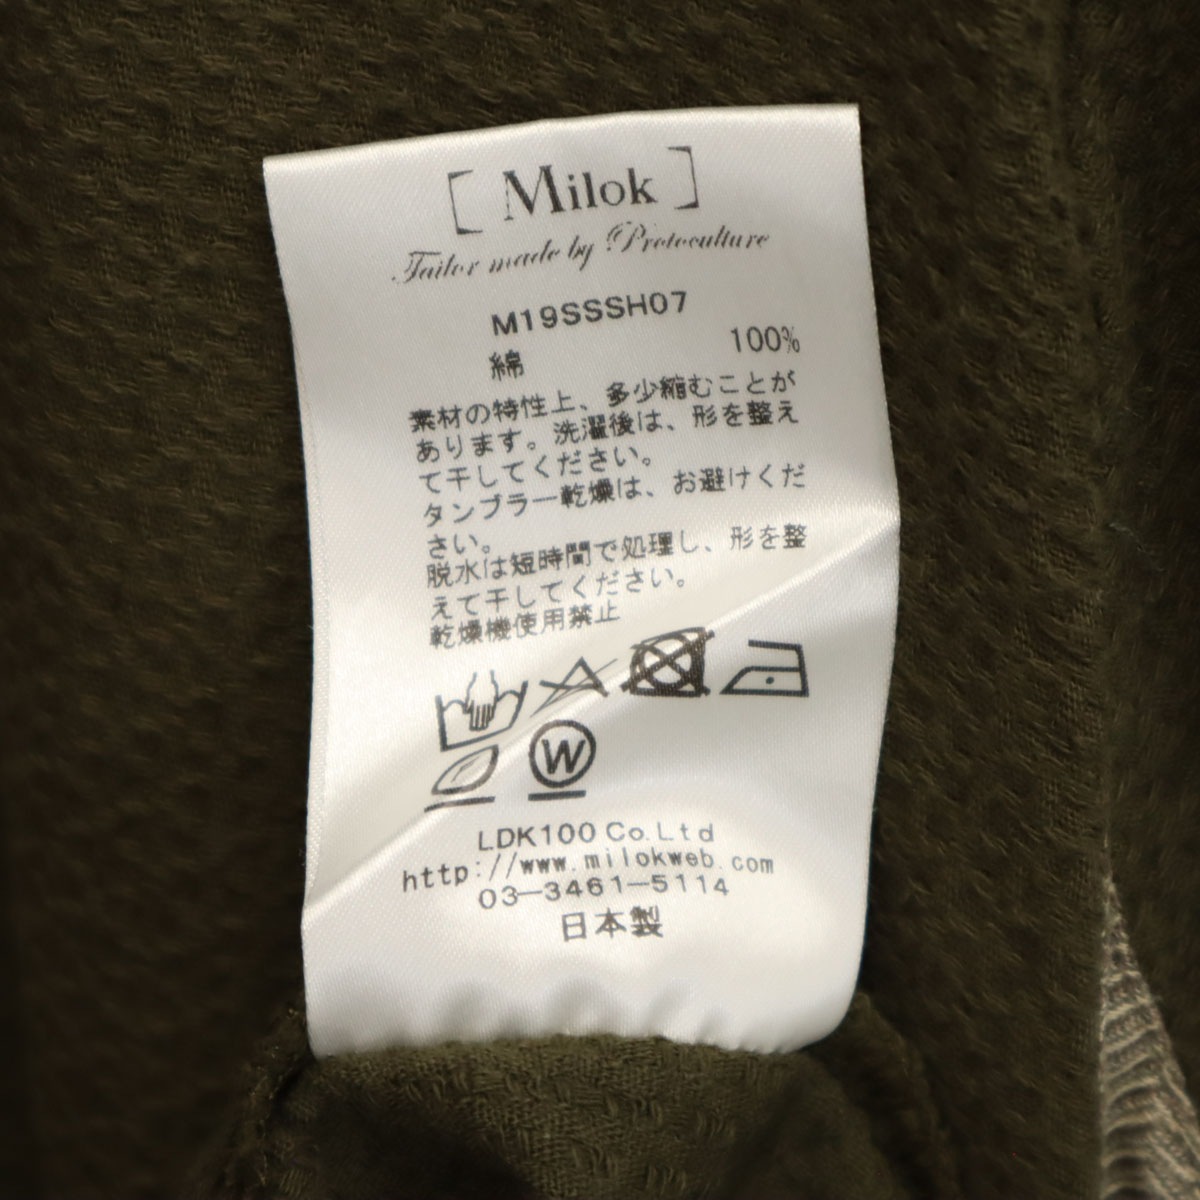 [ Milok ]
Tailor made by Protoculture
M19SSSH07
綿 100%
素材の特性上、多少縮むことが
あります。洗濯後は、形を整え
て干してください。
タンブラー乾燥は、お避けくだ
さい。
脱水は短時間で処理し、形を整
えて干してください。
乾燥機使用禁止
W
LDK100 Co.Ltd
http://www.milokweb.com
03-3461-5114
日本製